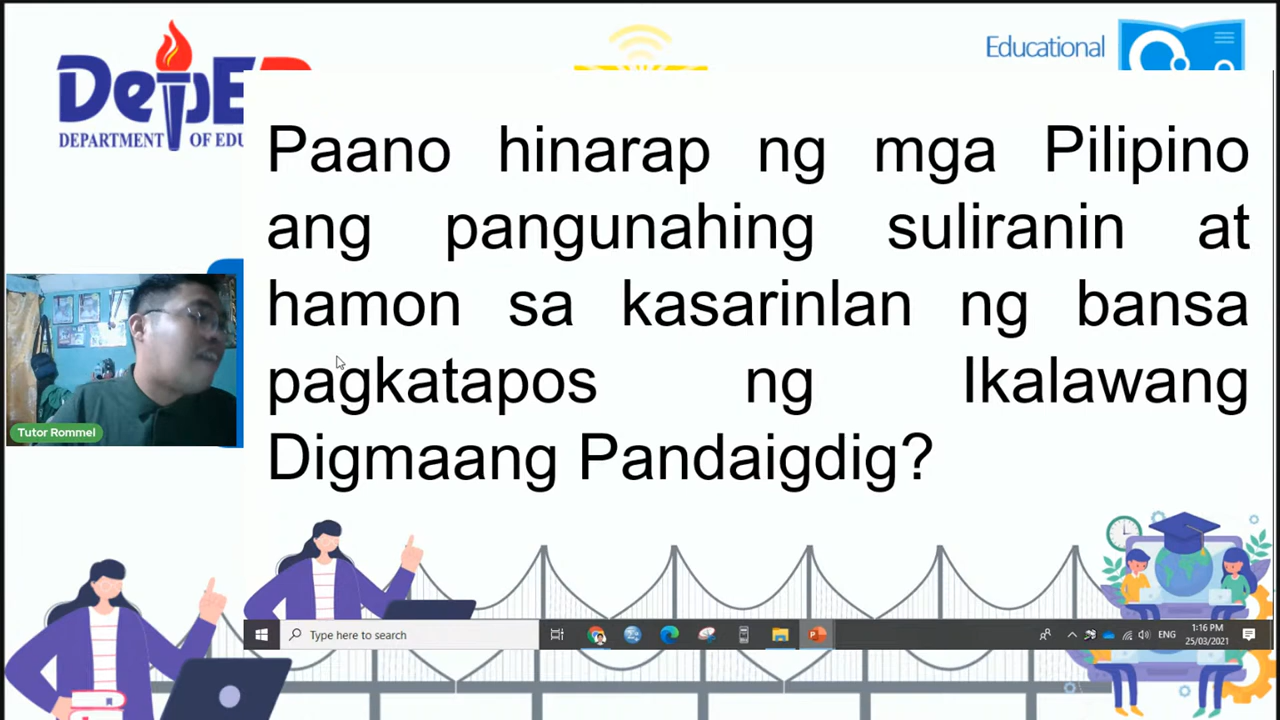 DepE
DEPARTMENT OF EDU
Educational
Paano hinarap ng mga Pilipino
ang pangunahing suliranin at
hamon sa kasarinlan ng bansa
pagkatapos ng Ikalawang
Digmaang Pandaigdig?
Tutor Rommel
Type here to search
ENG
1:16 PM
25/03/2021